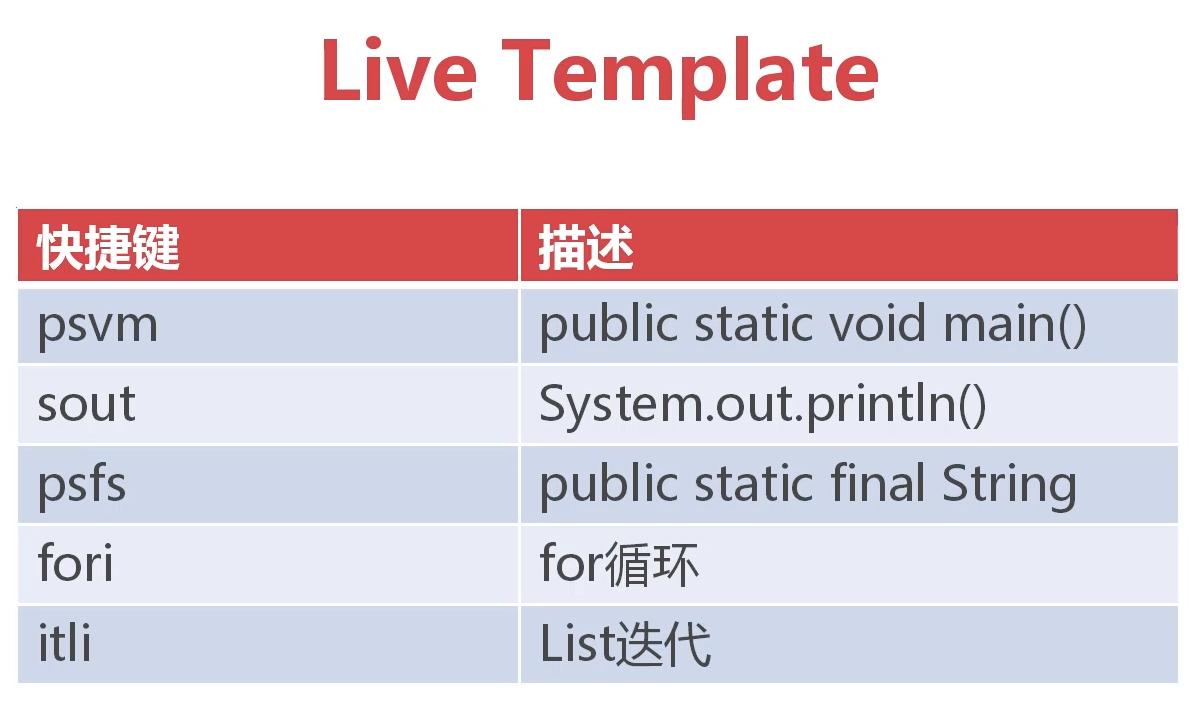 Live Template
快捷键 描述
psvm public static void main()
sout System.out.println()
psfs public static final String
fori for循环
itli List迭代